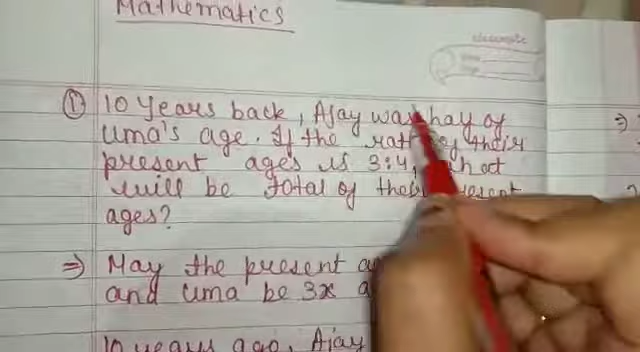 Mathematics
classmate
① 10 years back, Ajay was half of
Uma's age. If the ratio of their
present ages is 3:4, what
will be total of their present
ages?
⇒ May the present
and Uma be 3x
10 years ago, Ajay